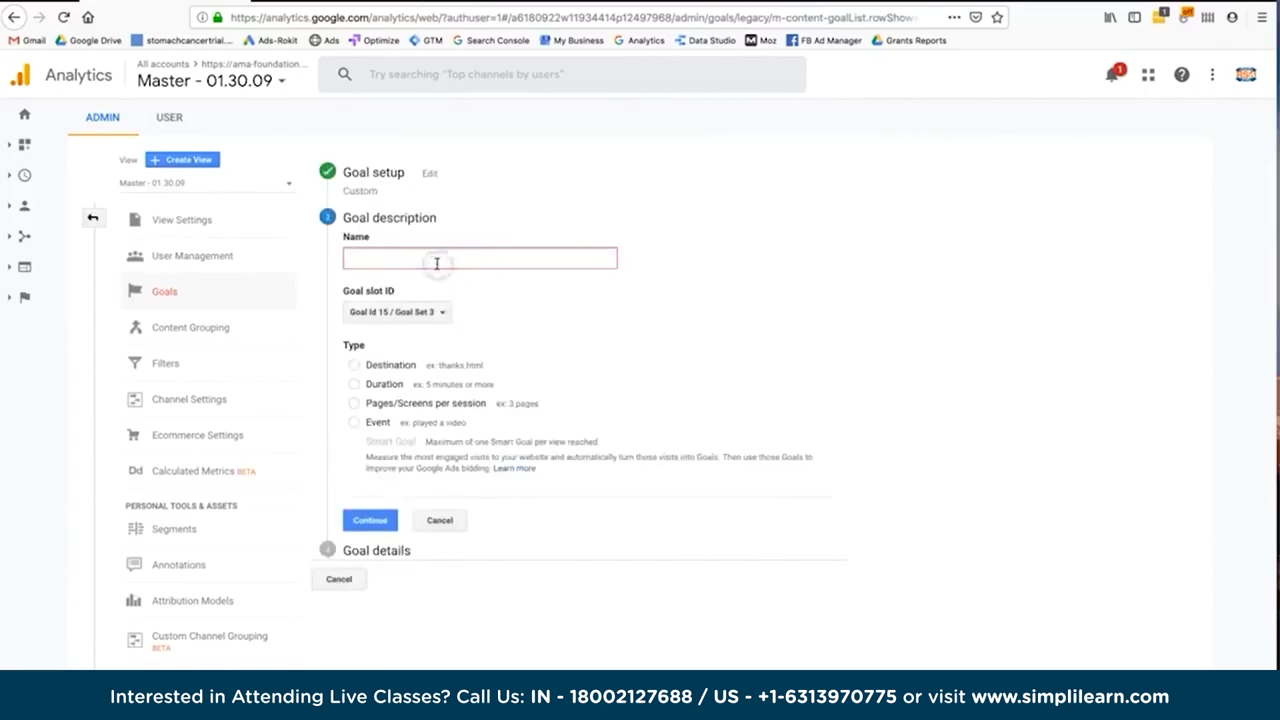 https://analytics.google.com/analytics/web/?authuser=1#/a6180922w11934414p12497968/admin/goals/legacy/m-content-goalList.rowShow=
Gmail Google Drive stomachcancertrial... Ads-Rokit Ads Optimize GTM Search Console My Business Analytics Data Studio Moz FB Ad Manager Grants Reports
Analytics
All accounts > https://ama-foundation...
Master - 01.30.09
Try searching "Top channels by users"
1
ADMIN USER
View + Create View
Master - 01.30.09
View Settings
User Management
Goals
Content Grouping
Filters
Channel Settings
Ecommerce Settings
Dd Calculated Metrics BETA
PERSONAL TOOLS & ASSETS
Segments
Annotations
Attribution Models
Custom Channel Grouping
BETA
Goal setup Edit
Custom
2 Goal description
Name
Goal slot ID
Goal Id 15 / Goal Set 3
Type
Destination ex: thanks.html
Duration ex: 5 minutes or more
Pages/Screens per session ex: 3 pages
Event ex: played a video
Smart Goal Maximum of one Smart Goal per view reached.
Measure the most engaged visits to your website and automatically turn those visits into Goals. Then use those Goals to
improve your Google Ads bidding. Learn more
Continue Cancel
Goal details
Cancel
Interested in Attending Live Classes? Call Us: IN - 18002127688 / US - +1-6313970775 or visit www.simplilearn.com